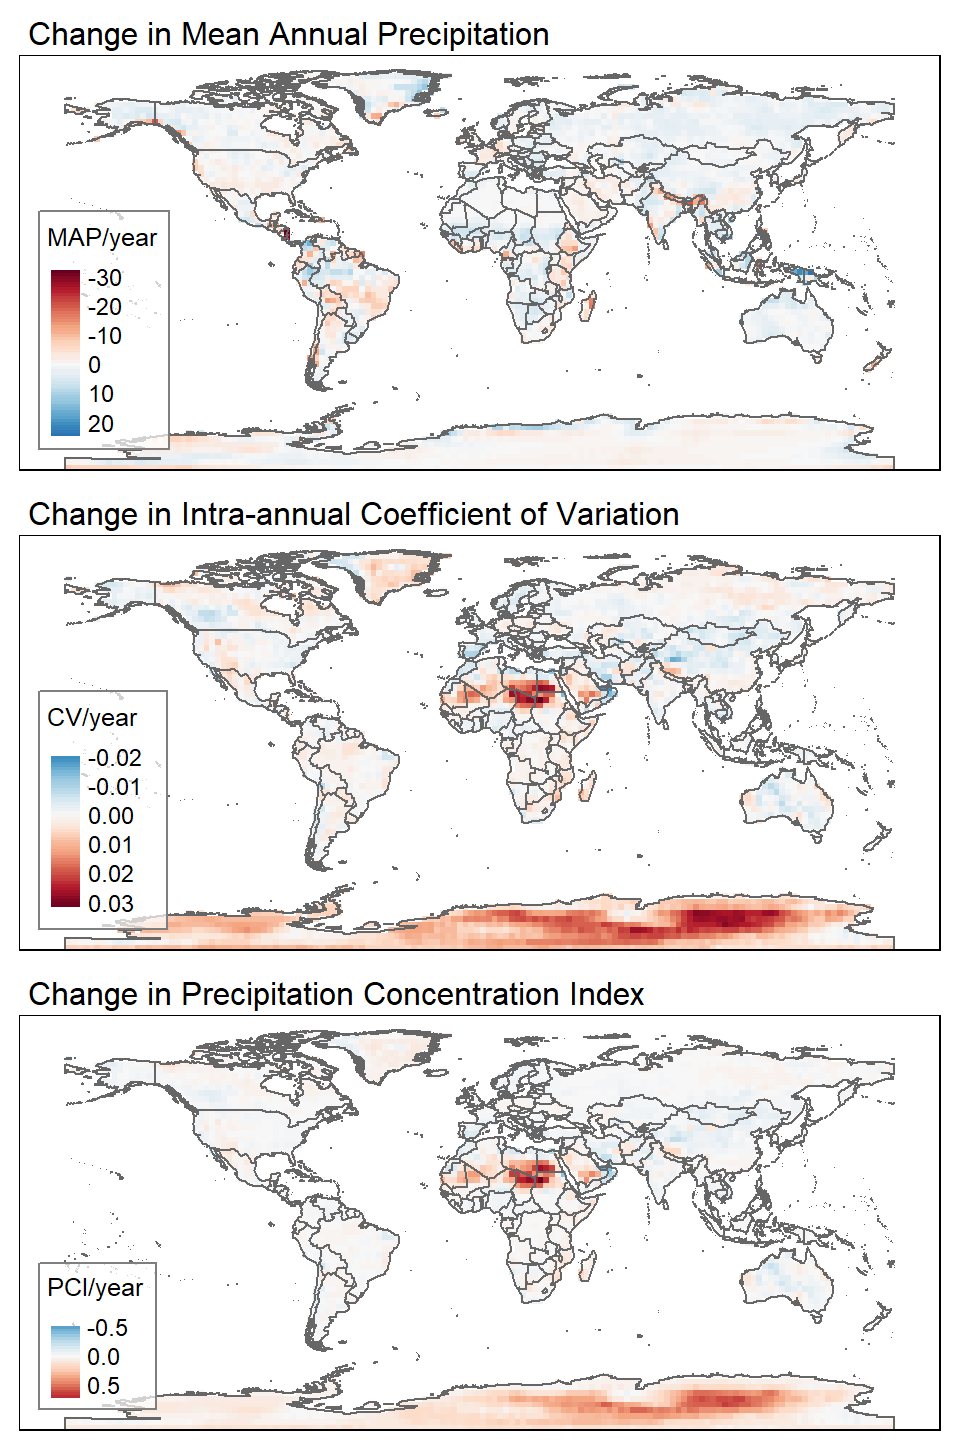 Change in Mean Annual Precipitation
MAP/year
-30
-20
-10
0
10
20
Change in Intra-annual Coefficient of Variation
CV/year
-0.02
-0.01
0.00
0.01
0.02
0.03
Change in Precipitation Concentration Index
PCI/year
-0.5
0.0
0.5